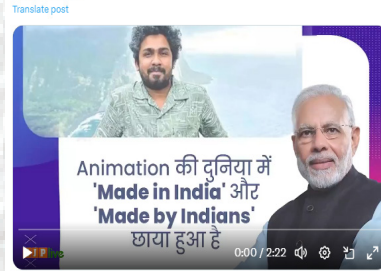 Translate post
Animation की दुनिया में
'Made in India' और
'Made by Indians'
छाया हुआ है
0:00 / 2:22